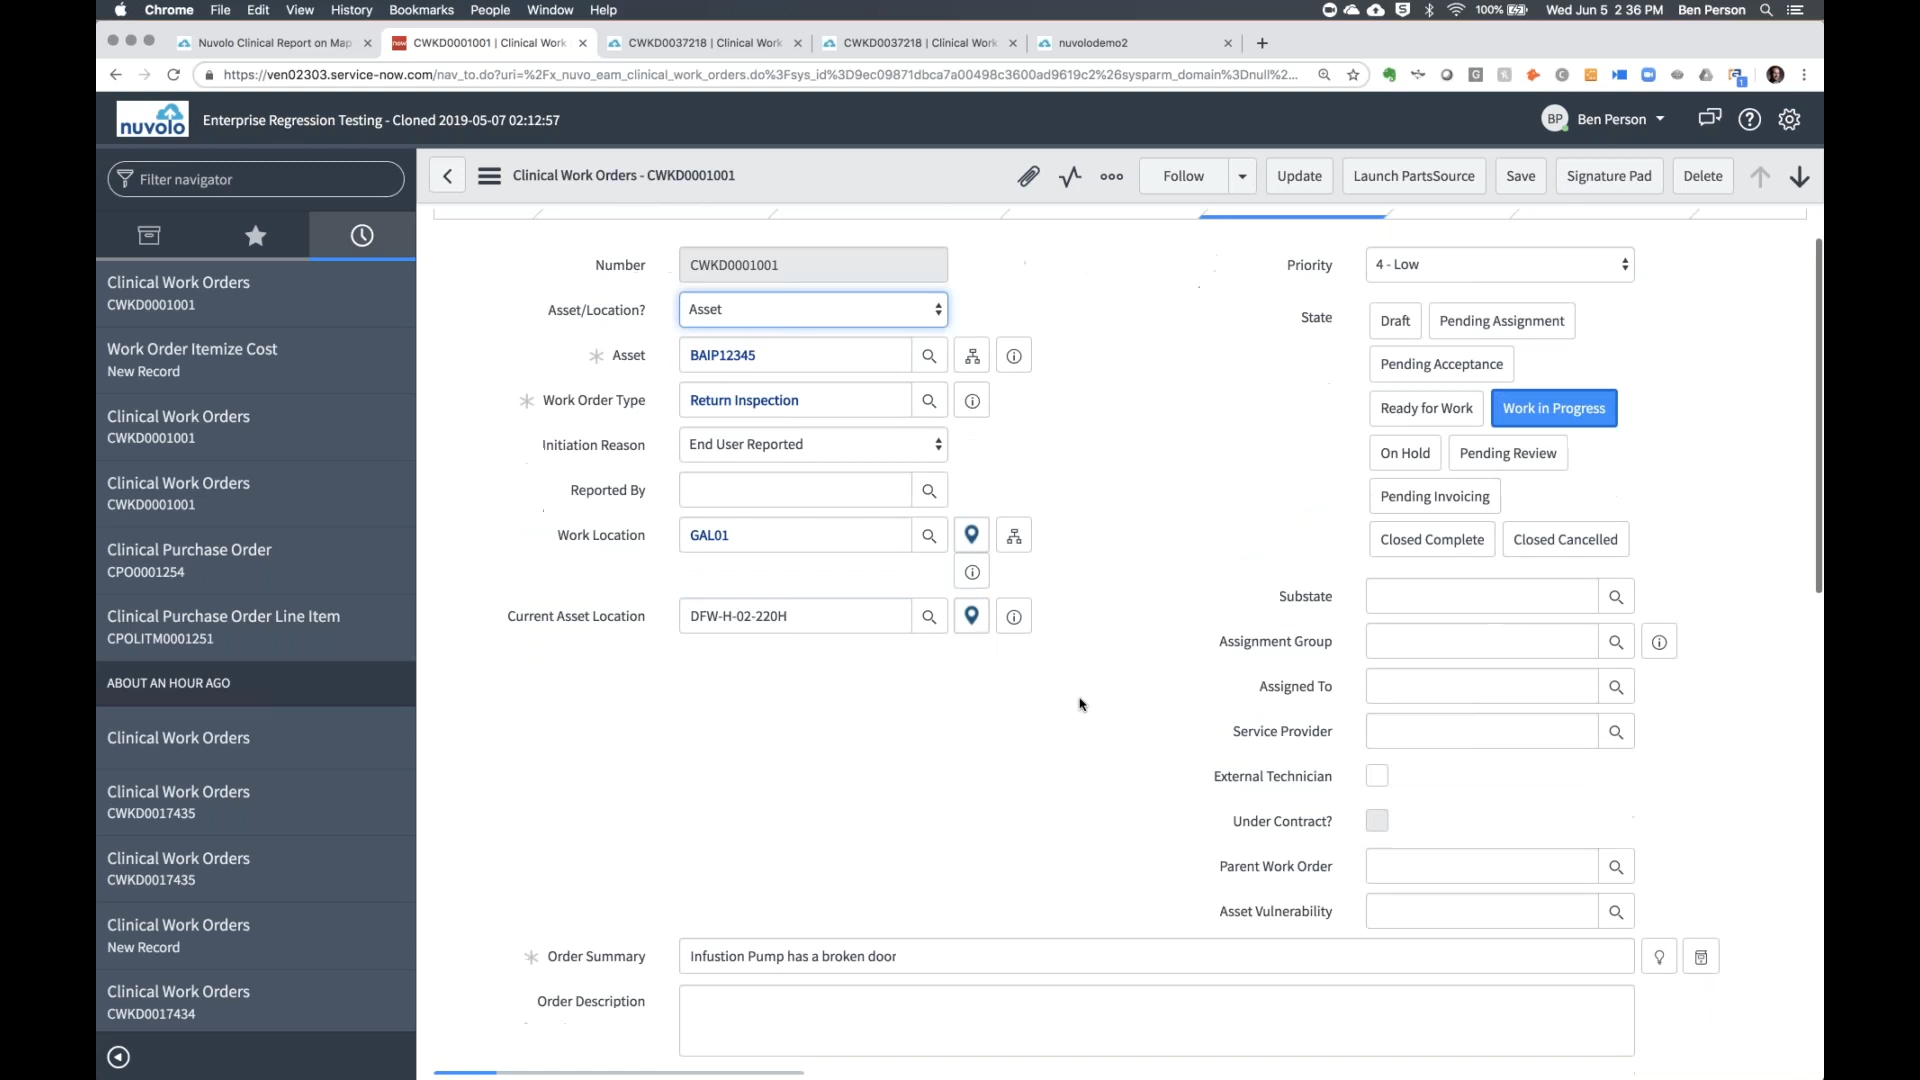 Chrome File Edit View History Bookmarks People Window Help 100% Wed Jun 5 2 36 PM Ben Person
Nuvolo Clinical Report on Map
CWKD0001001 | Clinical Work
CWKD0037218 | Clinical Work
CWKD0037218 | Clinical Work
nuvolodemo2
https://ven02303.service-now.com/nav_to.do?uri=%2Fx_nuvo_eam_clinical_work_orders.do%3Fsys_id%3D9ec09871dbca7a00498c3600ad9619c2%26sysparm_domain%3Dnull%2...
nuvolo Enterprise Regression Testing - Cloned 2019-05-07 02:12:57
BP Ben Person
Filter navigator
Clinical Work Orders
CWKD0001001
Work Order Itemize Cost
New Record
Clinical Work Orders
CWKD0001001
Clinical Work Orders
CWKD0001001
Clinical Purchase Order
CPO0001254
Clinical Purchase Order Line Item
CPOLITM0001251
ABOUT AN HOUR AGO
Clinical Work Orders
Clinical Work Orders
CWKD0017435
Clinical Work Orders
CWKD0017435
Clinical Work Orders
New Record
Clinical Work Orders
CWKD0017434
Clinical Work Orders - CWKD0001001
Follow Update Launch PartsSource Save Signature Pad Delete
Number CWKD0001001
Asset/Location? Asset
Asset BAIP12345
Work Order Type Return Inspection
Initiation Reason End User Reported
Reported By
Work Location GAL01
Current Asset Location DFW-H-02-220H
Priority 4 - Low
State Draft Pending Assignment
Pending Acceptance
Ready for Work Work in Progress
On Hold Pending Review
Pending Invoicing
Closed Complete Closed Cancelled
Substate
Assignment Group
Assigned To
Service Provider
External Technician
Under Contract?
Parent Work Order
Asset Vulnerability
Order Summary Infustion Pump has a broken door
Order Description